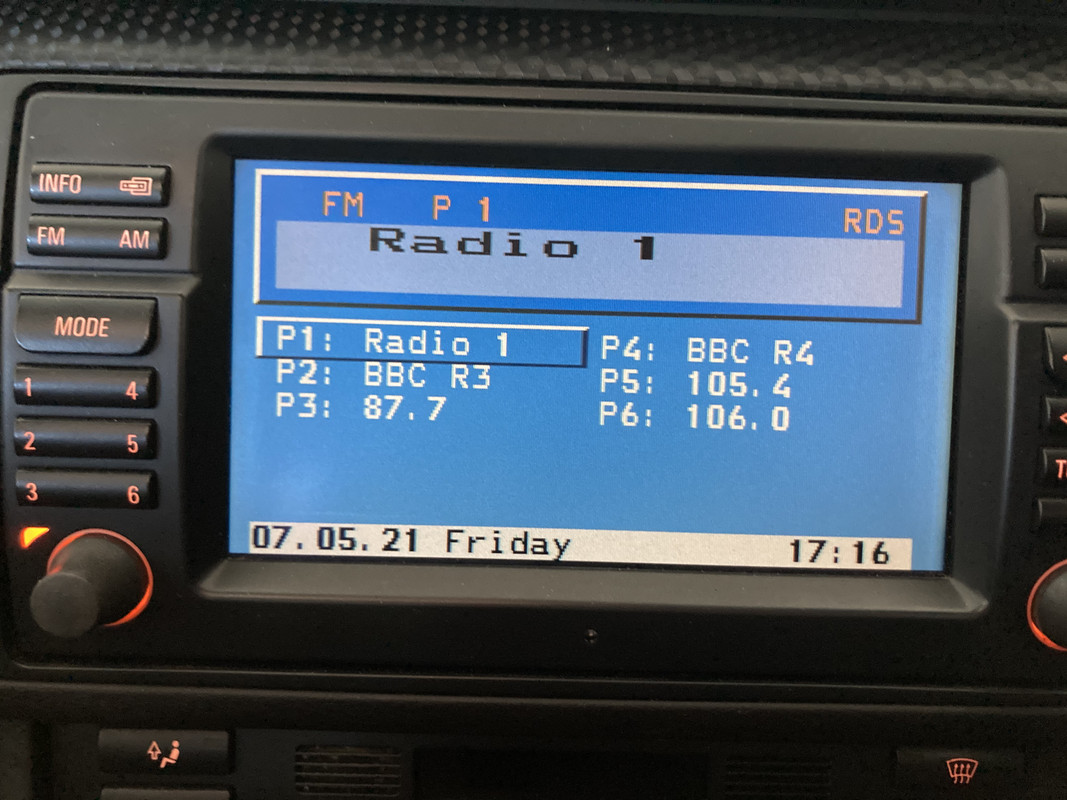 INFO
FM AM
MODE
1 4
2 5
3 6
FM P 1 RDS
Radio 1
P1: Radio 1 P4: BBC R4
P2: BBC R3 P5: 105.4
P3: 87.7 P6: 106.0
07.05.21 Friday 17:16